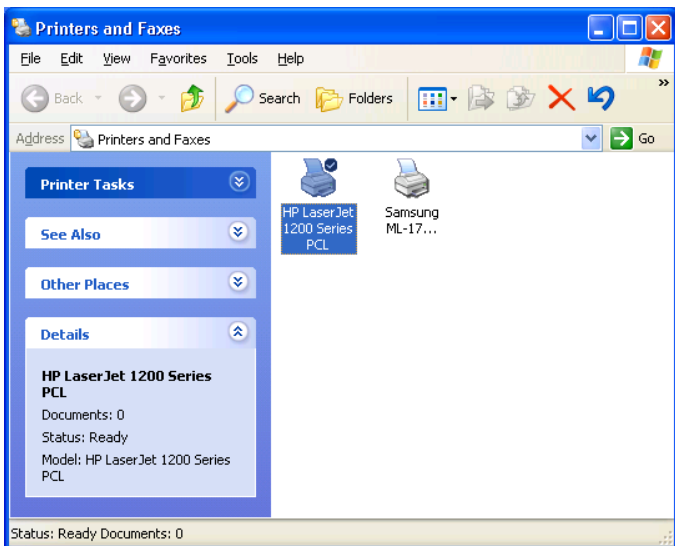 Printers and Faxes
File Edit View Favorites Tools Help
Back Search Folders »
Address Printers and Faxes Go
Printer Tasks
See Also
Other Places
Details
HP LaserJet 1200 Series
PCL
Documents: 0
Status: Ready
Model: HP LaserJet 1200 Series
PCL
HP LaserJet
1200 Series
PCL
Samsung
ML-17...
Status: Ready Documents: 0